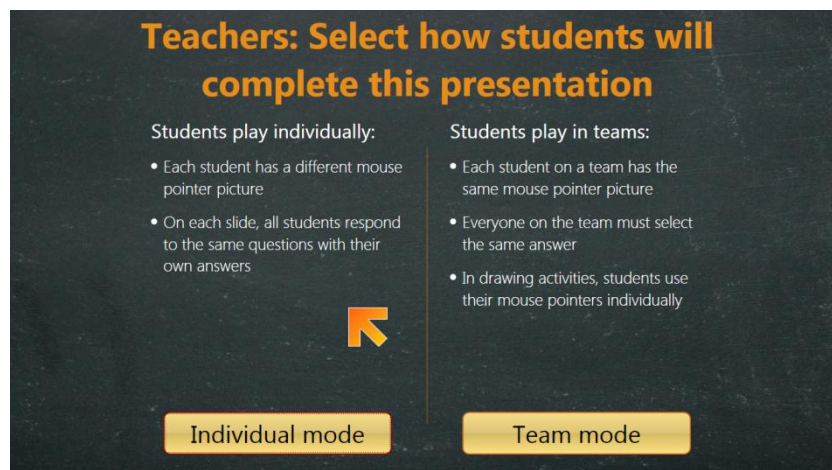 Teachers: Select how students will
complete this presentation
Students play individually:
• Each student has a different mouse
pointer picture
• On each slide, all students respond
to the same questions with their
own answers
Students play in teams:
• Each student on a team has the
same mouse pointer picture
• Everyone on the team must select
the same answer
• In drawing activities, students use
their mouse pointers individually
Individual mode
Team mode